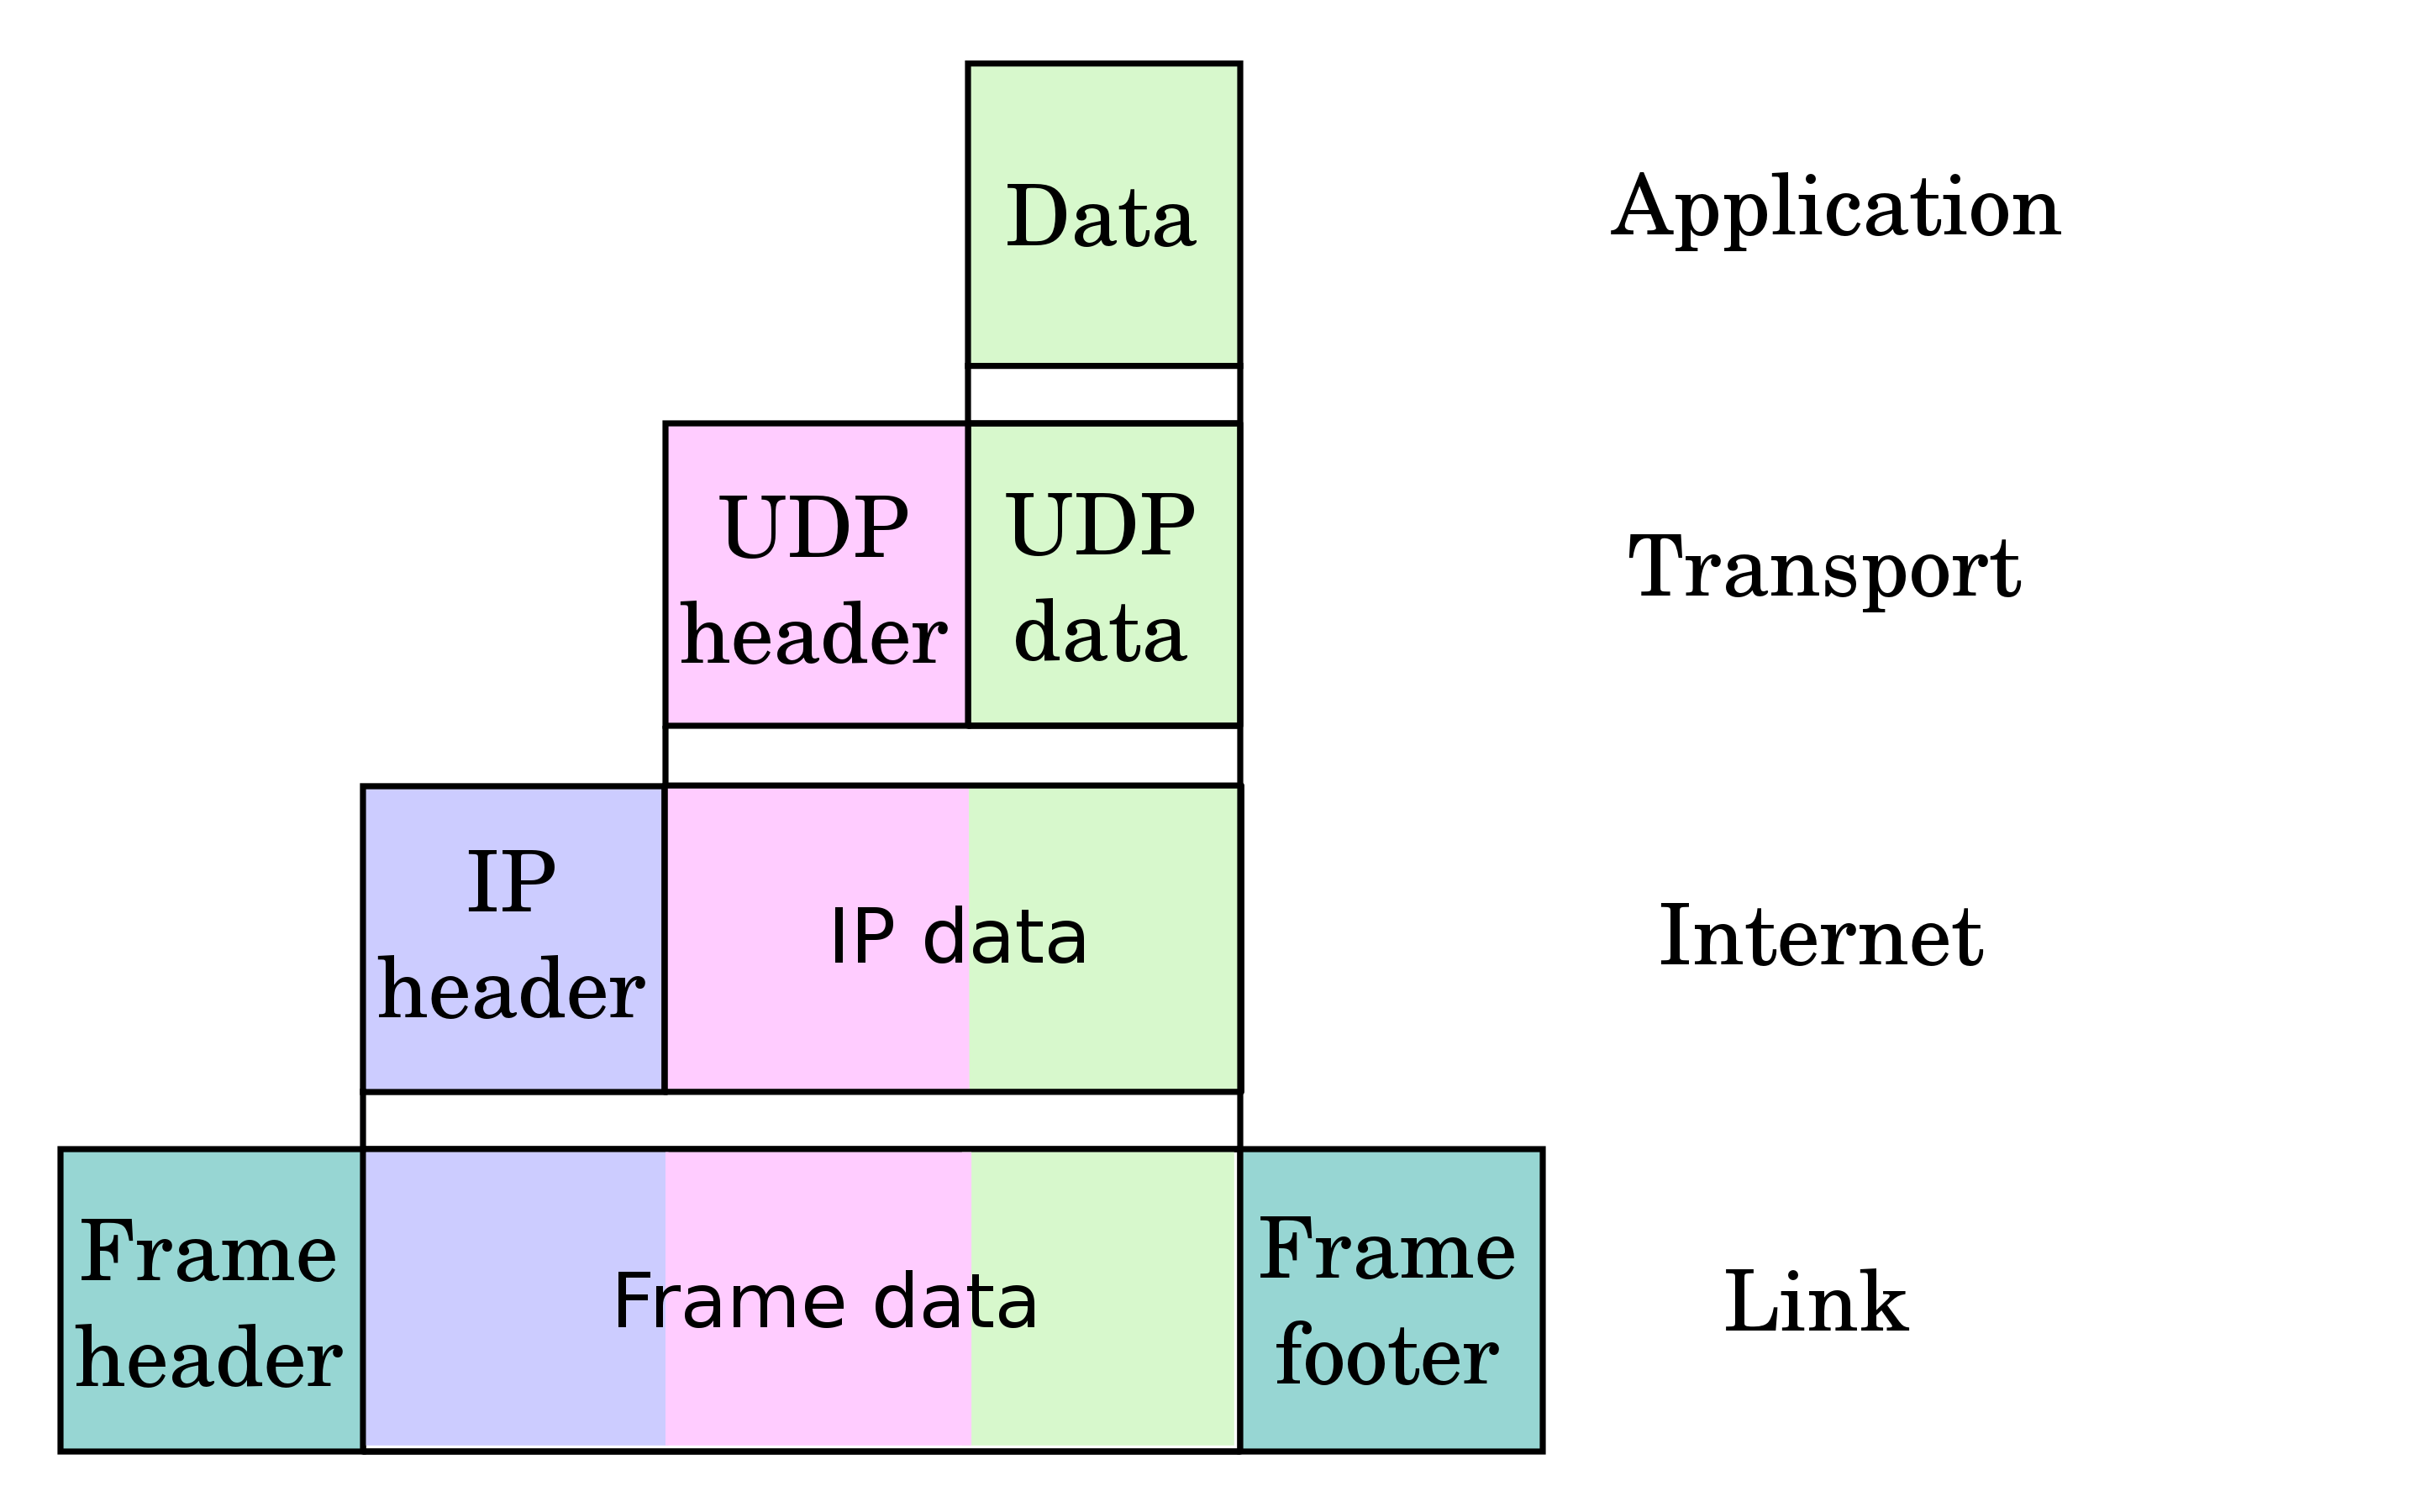 Data
Application
UDP
header
UDP
data
Transport
IP
header
IP data
Internet
Frame
header
Frame data
Frame
footer
Link